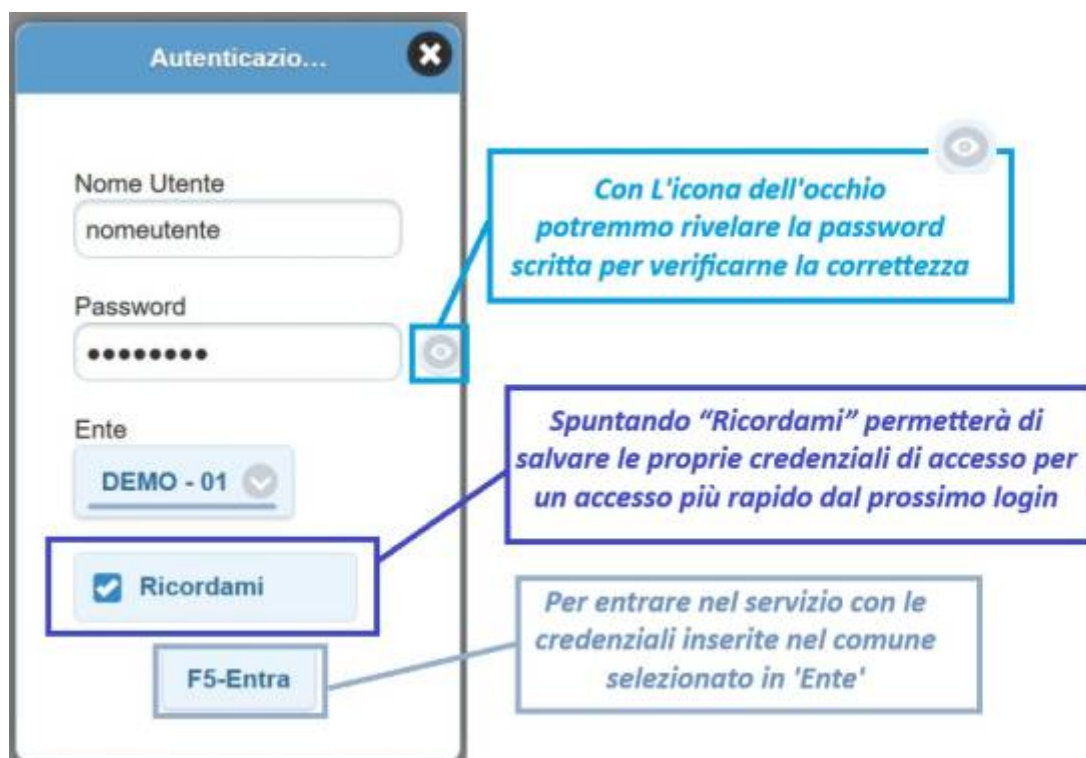 Autenticazio...
Nome Utente
nomeutente
Con L'icona dell'occhio
potremmo rivelare la password
scritta per verificarne la correttezza
Password
••••••••
Ente
DEMO - 01
Spuntando “Ricordami” permetterà di
salvare le proprie credenziali di accesso per
un accesso più rapido dal prossimo login
Ricordami
Per entrare nel servizio con le
credenziali inserite nel comune
selezionato in 'Ente'
F5-Entra